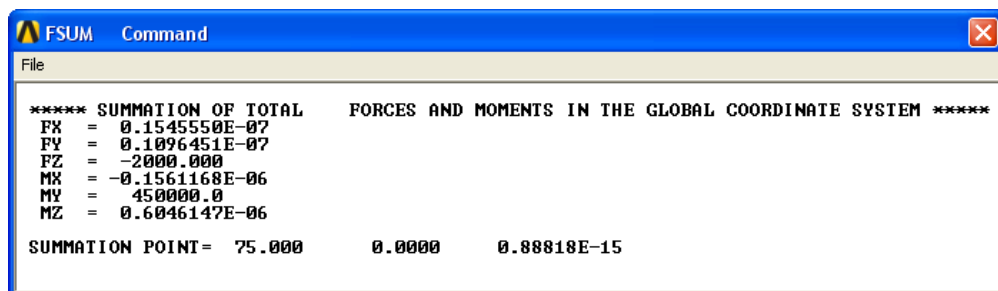 FSUM Command
File
***** SUMMATION OF TOTAL FORCES AND MOMENTS IN THE GLOBAL COORDINATE SYSTEM *****
FX = 0.1545550E-07
FY = 0.1096451E-07
FZ = -2000.000
MX = -0.1561168E-06
MY = 450000.0
MZ = 0.6046147E-06
SUMMATION POINT= 75.000 0.0000 0.88818E-15